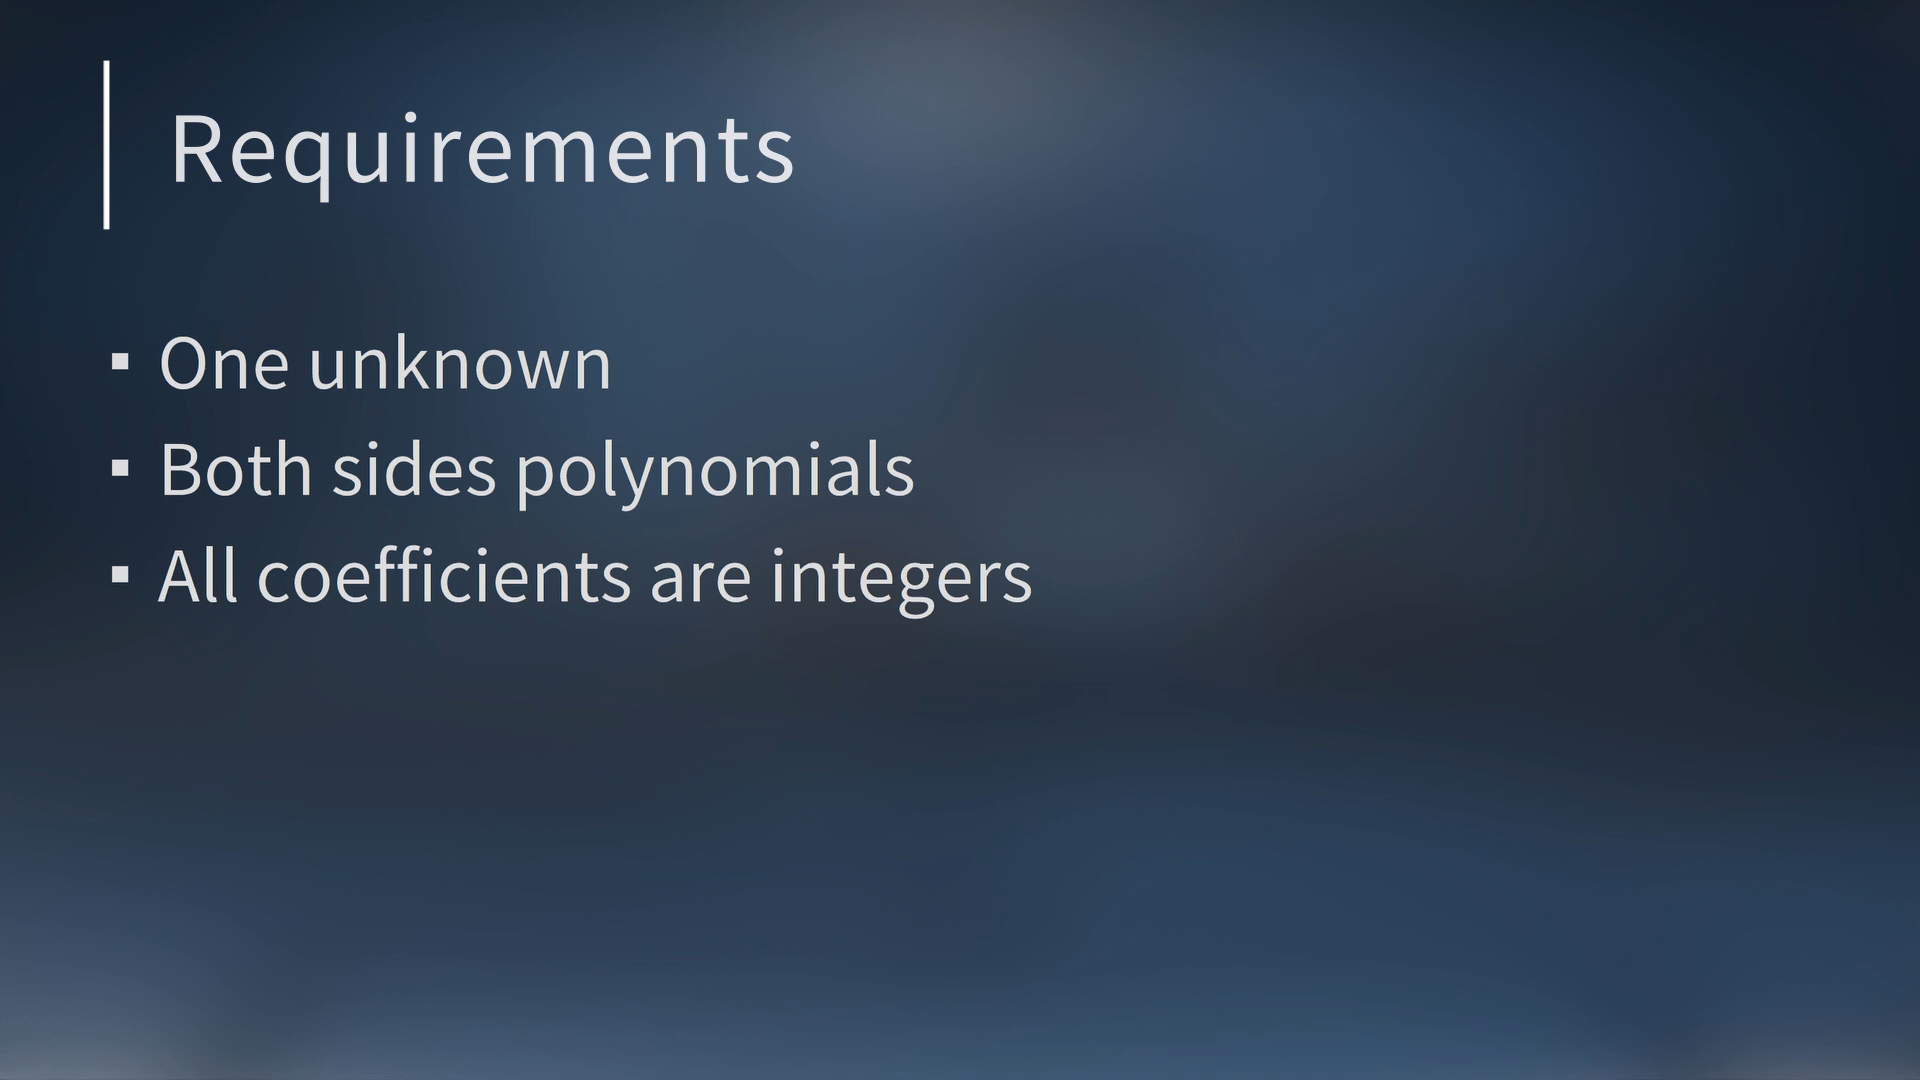 Requirements
▪ One unknown
▪ Both sides polynomials
▪ All coefficients are integers